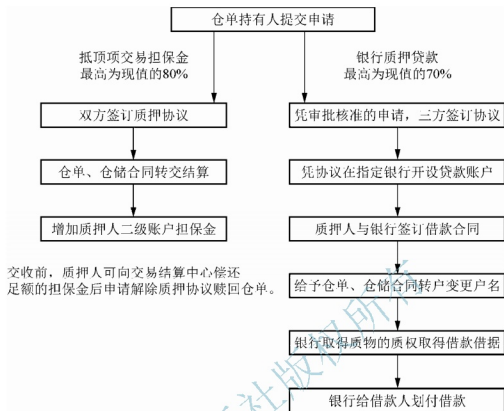 仓单持有人提交申请
抵顶项交易担保金
最高为现值的80%
银行质押贷款
最高为现值的70%
双方签订质押协议
仓单、仓储合同转交结算
增加质押人二级账户担保金
交收前，质押人可向交易结算中心偿还
足额的担保金后申请解除质押协议赎回仓单。
凭审批核准的申请，三方签订协议
凭协议在指定银行开设贷款账户
质押人与银行签订借款合同
给予仓单、仓储合同转户变更户名
银行取得质物的质权取得借款借据
银行给借款人划付借款
社版权所有